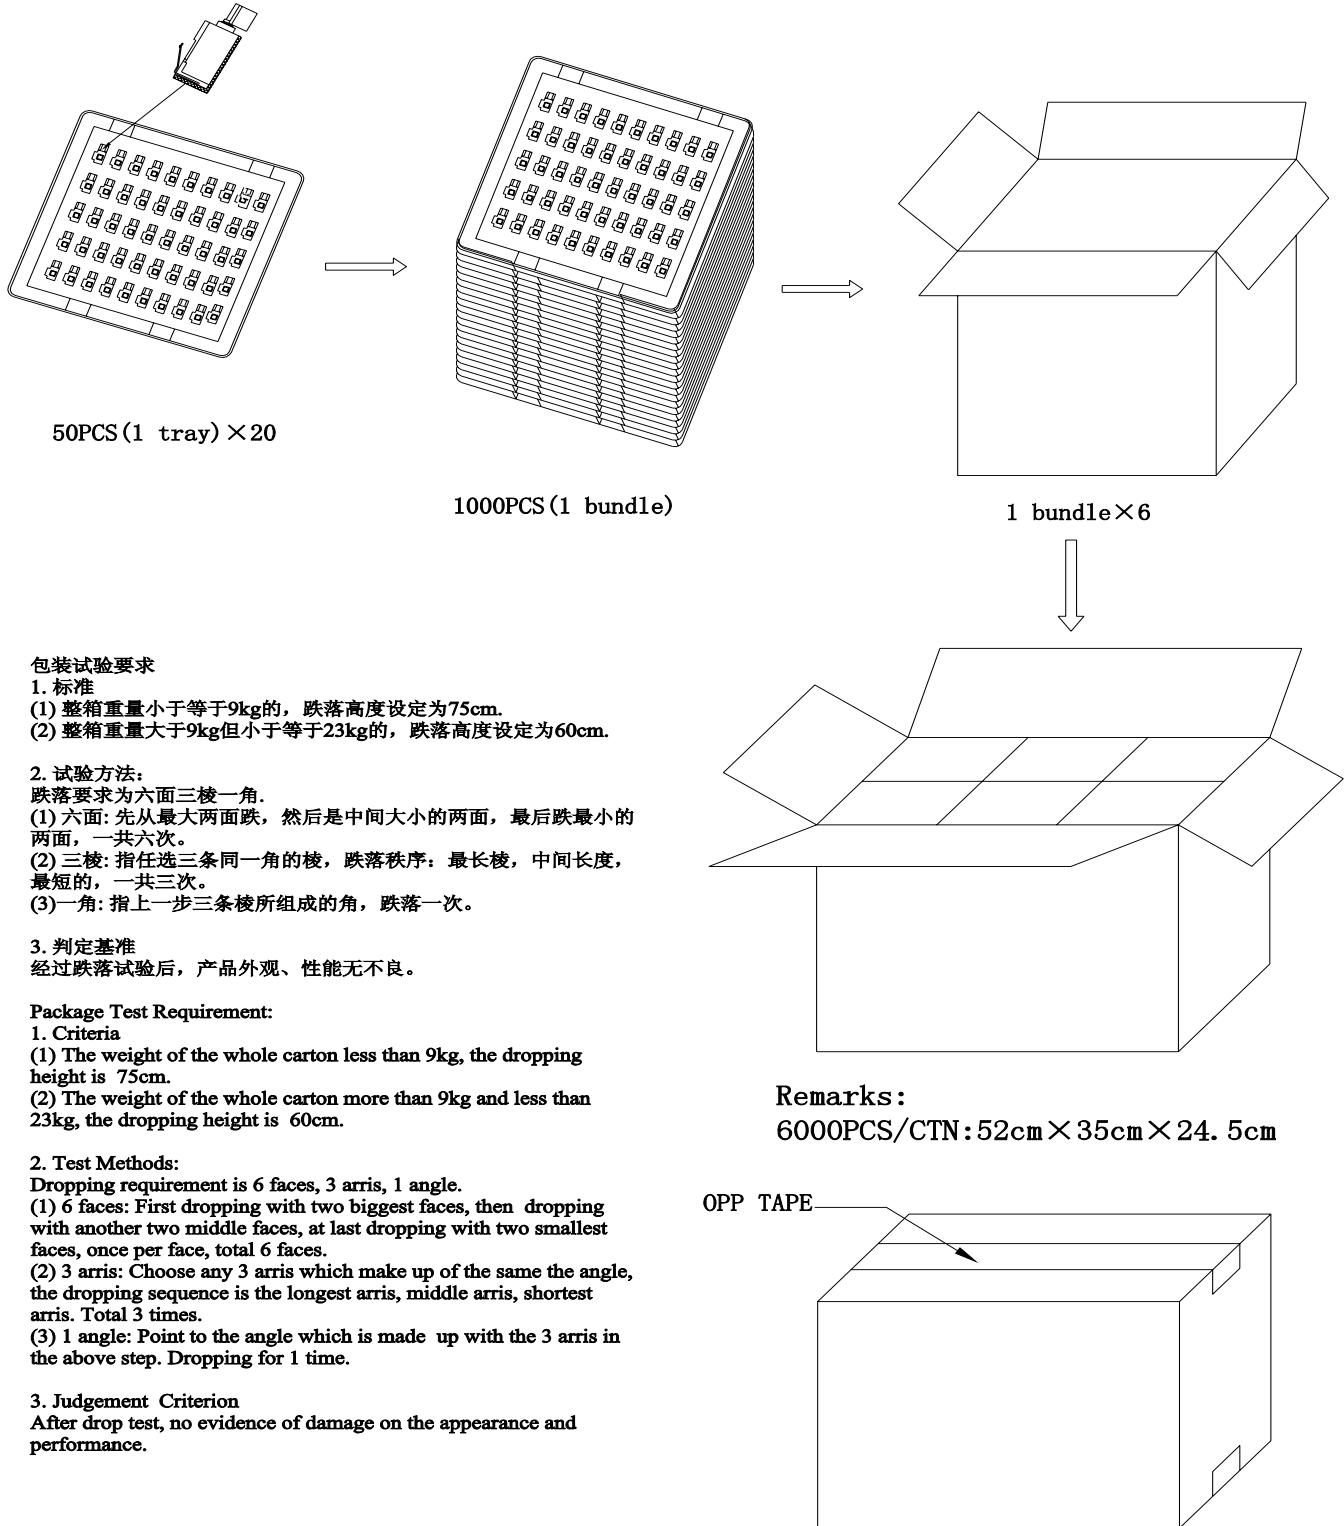 50PCS(1 tray)×20
1000PCS(1 bundle)
1 bundle×6
包装试验要求
1. 标准
(1) 整箱重量小于等于9kg的，跌落高度设定为75cm.
(2) 整箱重量大于9kg但小于等于23kg的，跌落高度设定为60cm.
2. 试验方法：
跌落要求为六面三棱一角.
(1) 六面: 先从最大两面跌，然后是中间大小的两面，最后跌最小的
两面，一共六次。
(2) 三棱: 指任选三条同一角的棱，跌落秩序：最长棱，中间长度，
最短的，一共三次。
(3)一角: 指上一步三条棱所组成的角，跌落一次。
3. 判定基准
经过跌落试验后，产品外观、性能无不良。
Package Test Requirement:
1. Criteria
(1) The weight of the whole carton less than 9kg, the dropping
height is 75cm.
(2) The weight of the whole carton more than 9kg and less than
23kg, the dropping height is 60cm.
2. Test Methods:
Dropping requirement is 6 faces, 3 arris, 1 angle.
(1) 6 faces: First dropping with two biggest faces, then dropping
with another two middle faces, at last dropping with two smallest
faces, once per face, total 6 faces.
(2) 3 arris: Choose any 3 arris which make up of the same the angle,
the dropping sequence is the longest arris, middle arris, shortest
arris. Total 3 times.
(3) 1 angle: Point to the angle which is made up with the 3 arris in
the above step. Dropping for 1 time.
3. Judgement Criterion
After drop test, no evidence of damage on the appearance and
performance.
Remarks:
6000PCS/CTN:52cm×35cm×24.5cm
OPP TAPE